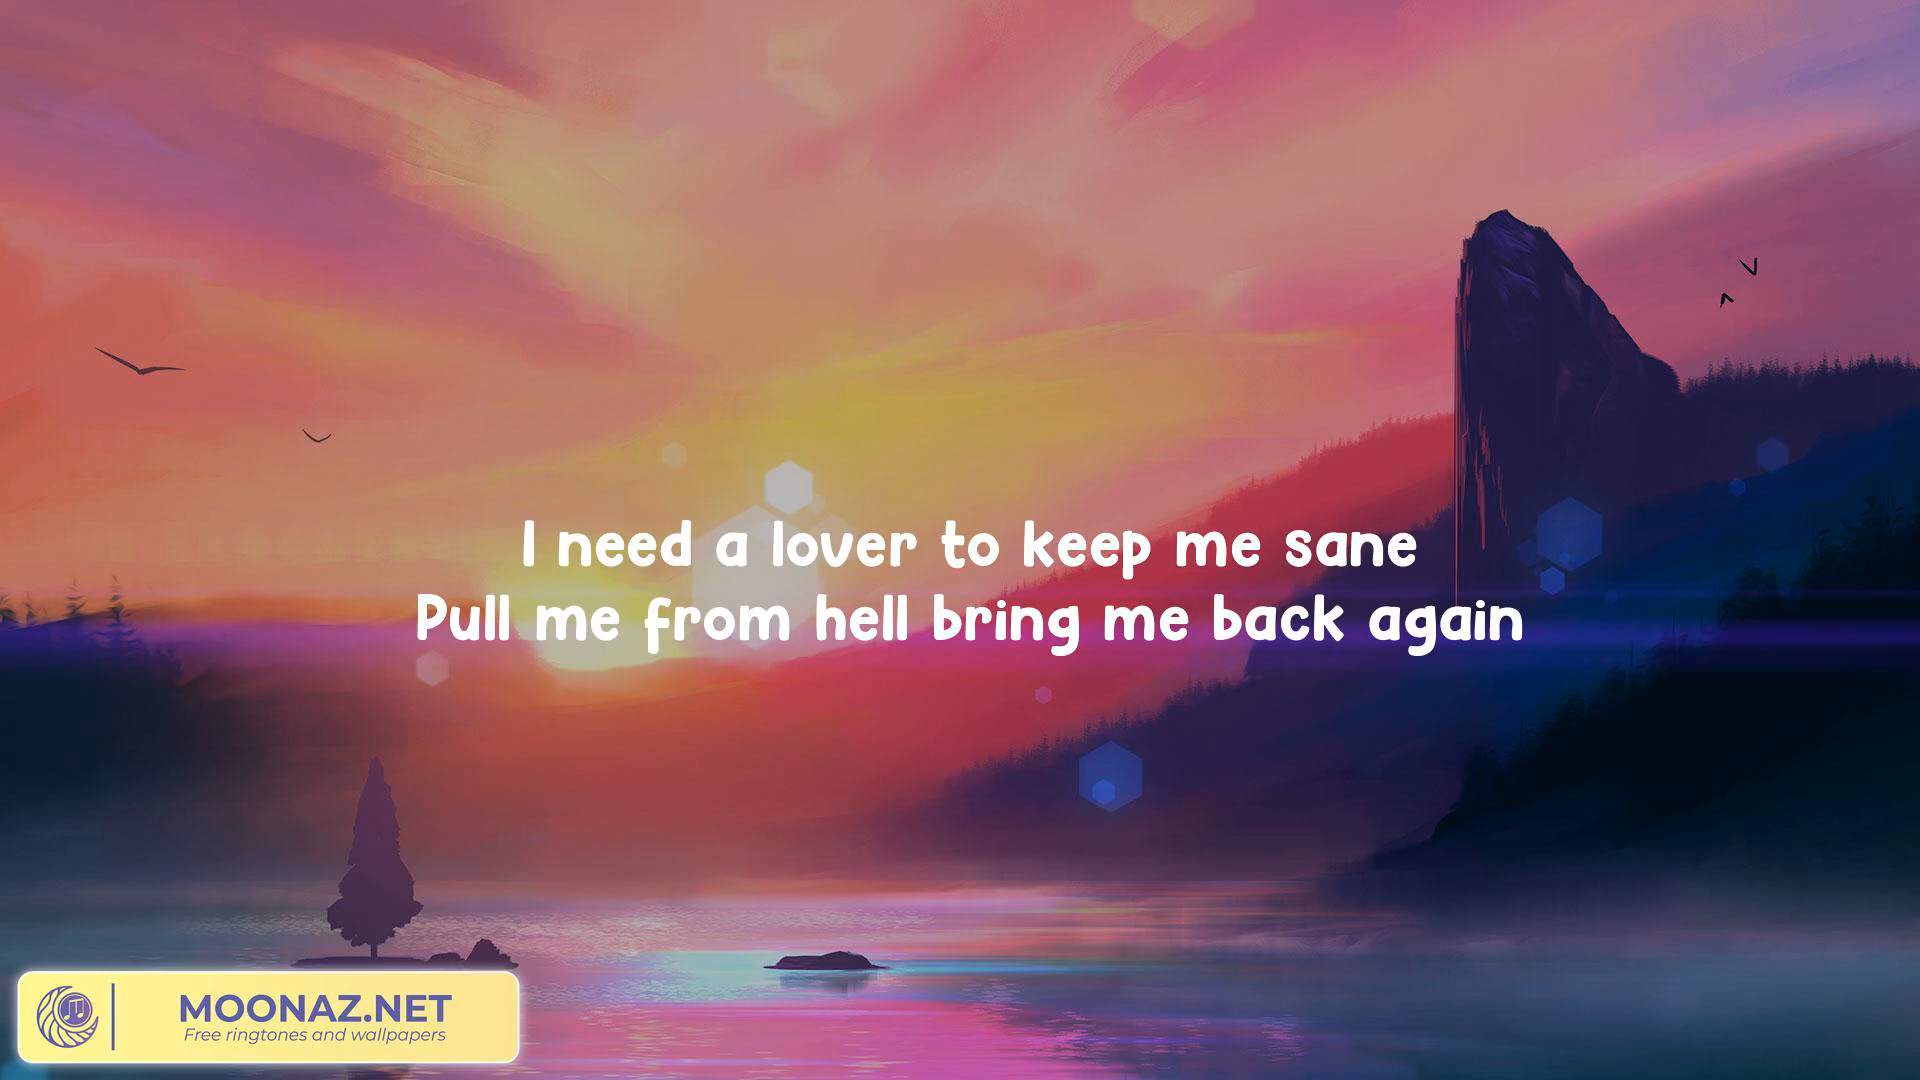 I need a lover to keep me sane
Pull me from hell bring me back again
MOONAZ.NET
Free ringtones and wallpapers